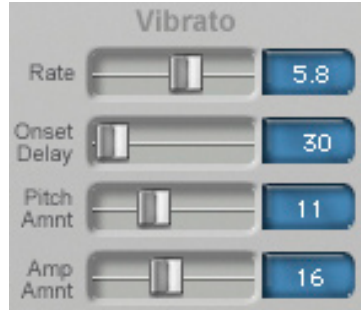 Vibrato
Rate 5.8
Onset
Delay 30
Pitch
Amnt 11
Amp
Amnt 16